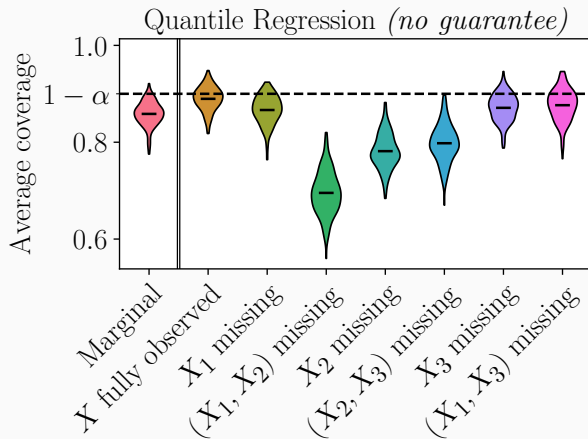 Quantile Regression (no guarantee)
Average coverage
1.0
1 − α
0.8
0.6
Marginal
X fully observed
X₁ missing
(X₁, X₂) missing
X₂ missing
(X₂, X₃) missing
X₃ missing
(X₁, X₃) missing